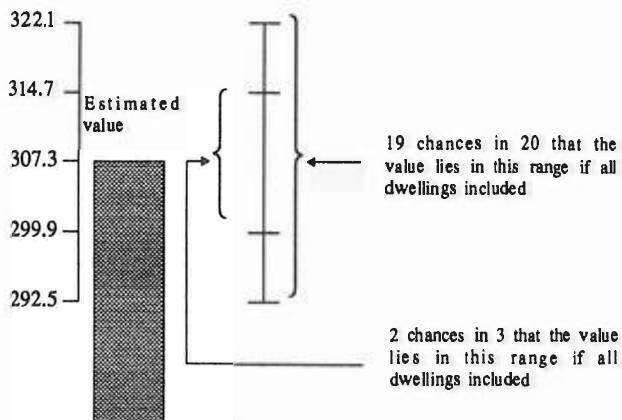 322.1
314.7
Estimated
value
307.3
299.9
292.5
19 chances in 20 that the
value lies in this range if all
dwellings included
2 chances in 3 that the value
lies in this range if all
dwellings included